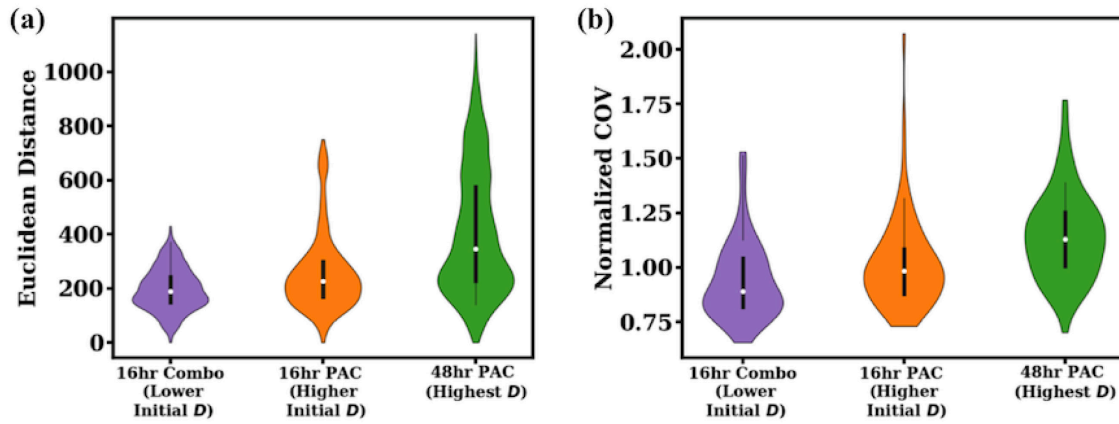 (a)
Euclidean Distance
1000
800
600
400
200
0
16hr Combo
(Lower
Initial D)
16hr PAC
(Higher
Initial D)
48hr PAC
(Highest D)
(b)
Normalized COV
2.00
1.75
1.50
1.25
1.00
0.75
16hr Combo
(Lower
Initial D)
16hr PAC
(Higher
Initial D)
48hr PAC
(Highest D)